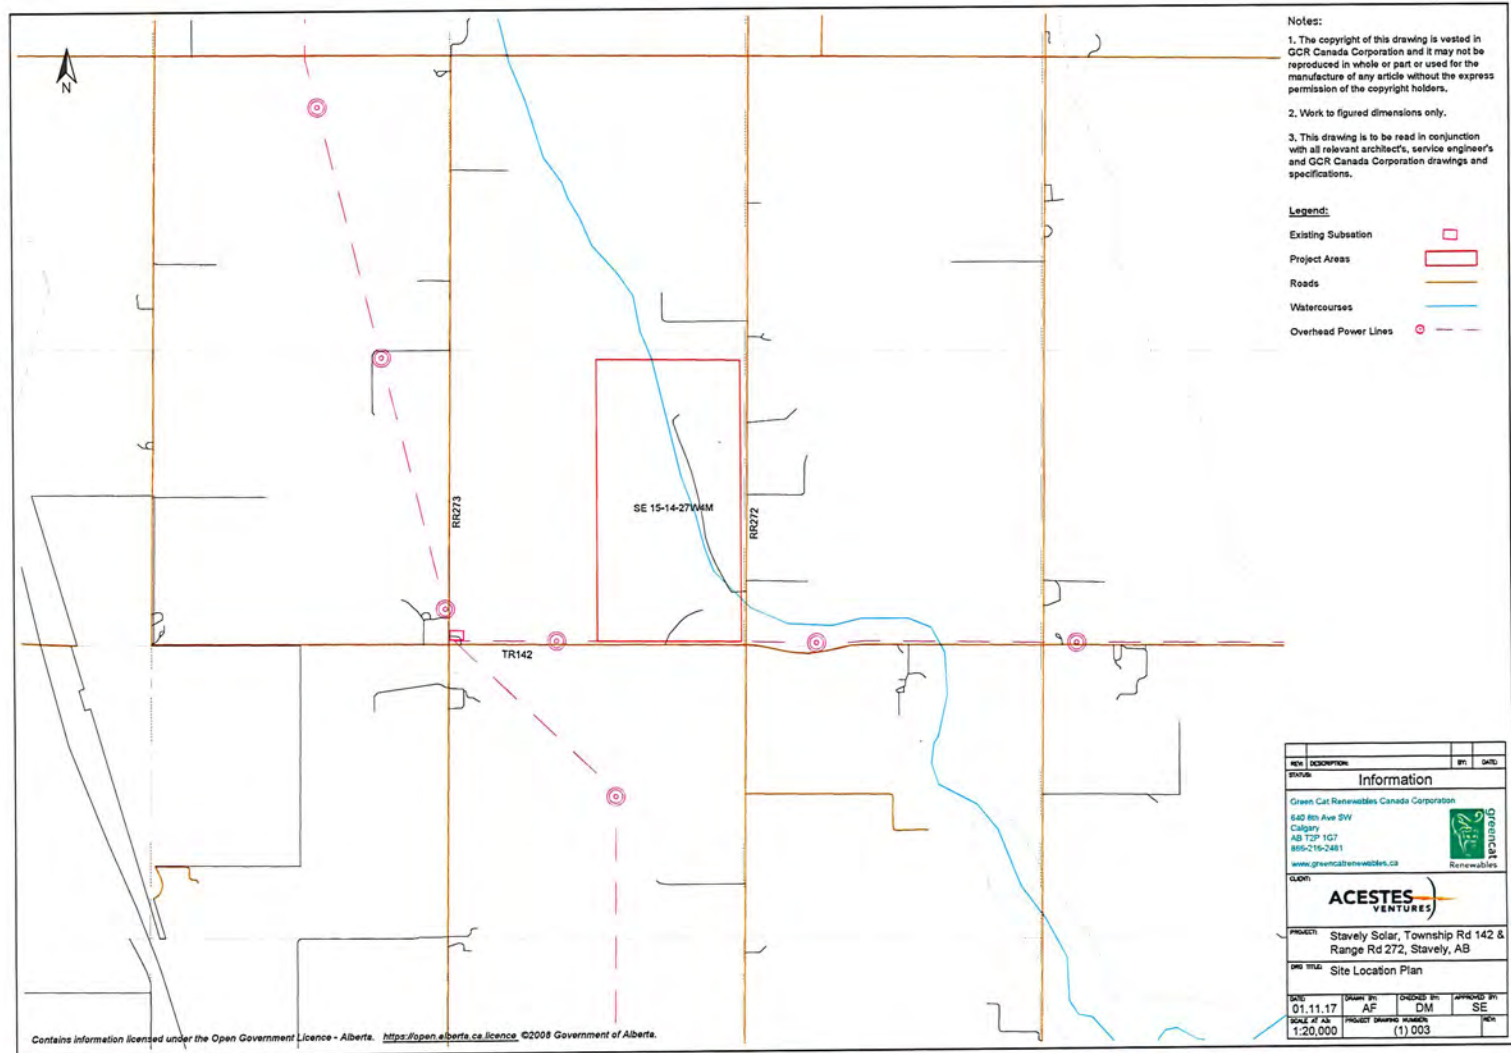 N
RR273
SE 15-14-27W4M
RR272
TR142
Contains information licensed under the Open Government Licence - Alberta. https://open.alberta.ca.licence ©2008 Government of Alberta.
Notes:
1. The copyright of this drawing is vested in
GCR Canada Corporation and it may not be
reproduced in whole or part or used for the
manufacture of any article without the express
permission of the copyright holders.
2. Work to figured dimensions only.
3. This drawing is to be read in conjunction
with all relevant architect's, service engineer's
and GCR Canada Corporation drawings and
specifications.
Legend:
Existing Subsation
Project Areas
Roads
Watercourses
Overhead Power Lines
REV: DESCRIPTION: BY: DATE:
STATUS: Information
Green Cat Renewables Canada Corporation
640 8th Ave SW
Calgary
AB T2P 1G7
866-216-2481
www.greencatrenewables.ca
greencat
Renewables
CLIENT:
ACESTES
VENTURES
PROJECT: Stavely Solar, Township Rd 142 &
Range Rd 272, Stavely, AB
DRG TITLE: Site Location Plan
DATE: DRAWN BY: CHECKED BY: APPROVED BY:
01.11.17 AF DM SE
SCALE AT A3: PROJECT DRAWING NUMBER: REV:
1:20,000 (1) 003